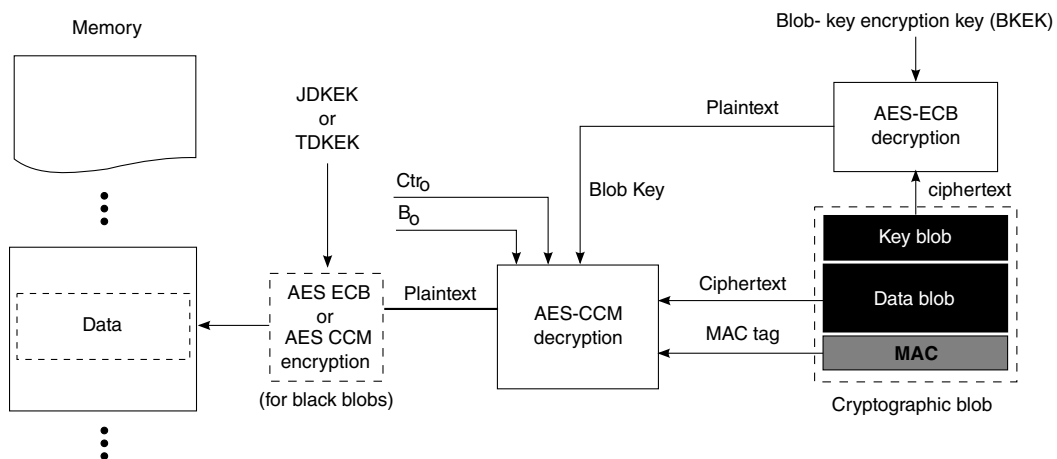 Blob- key encryption key (BKEK)
Memory
JDKEK
or
TDKEK
Plaintext
AES-ECB
decryption
Ctr0
B0
Blob Key
ciphertext
Key blob
AES ECB
or
AES CCM
encryption
Plaintext
AES-CCM
decryption
Ciphertext
Data blob
Data
MAC tag
MAC
(for black blobs)
Cryptographic blob